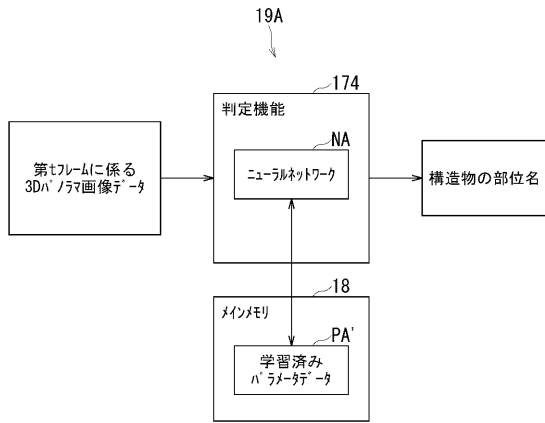 19A
174
判定機能
NA
ﾆｭｰﾗﾙﾈｯﾄﾜｰｸ
第tフレームに係る
3Dﾊﾟﾉﾗﾏ画像ﾃﾞｰﾀ
構造物の部位名
18
ﾒｲﾝﾒﾓﾘ
PA'
学習済み
ﾊﾟﾗﾒｰﾀﾃﾞｰﾀ